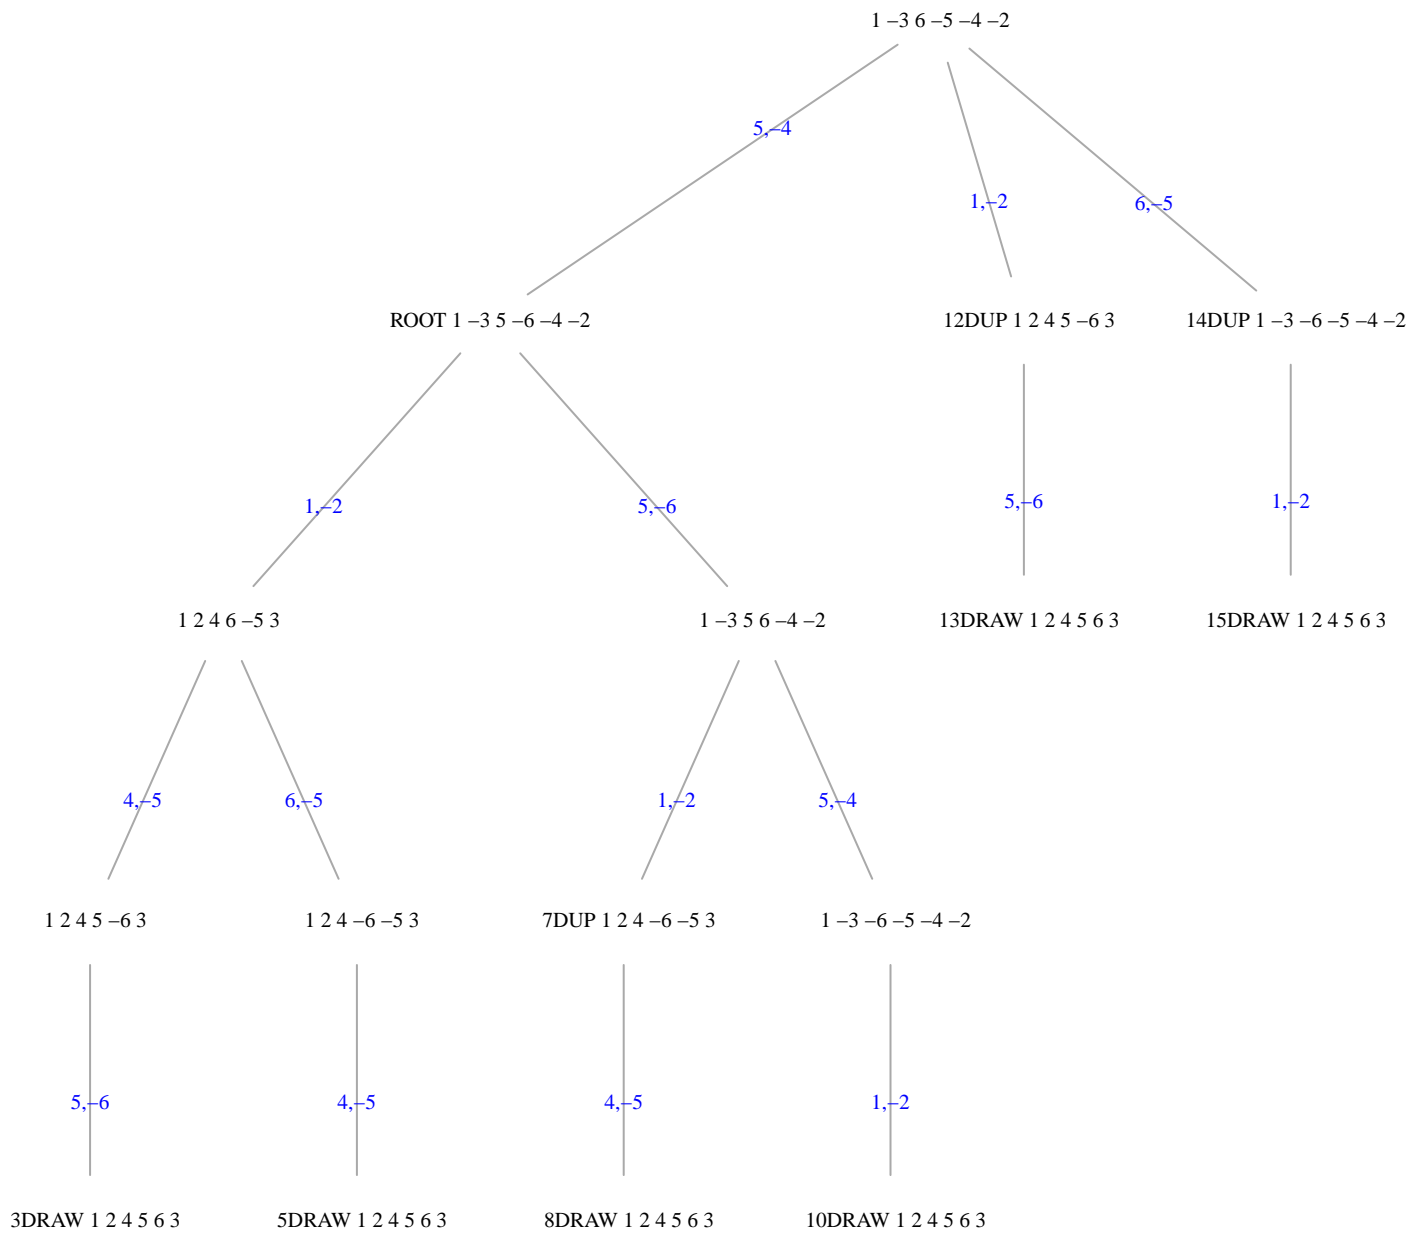 1 –3 6 –5 –4 –2
5,–4
1,–2
6,–5
ROOT 1 –3 5 –6 –4 –2
12DUP 1 2 4 5 –6 3
14DUP 1 –3 –6 –5 –4 –2
1,–2
5,–6
5,–6
1,–2
1 2 4 6 –5 3
1 –3 5 6 –4 –2
13DRAW 1 2 4 5 6 3
15DRAW 1 2 4 5 6 3
4,–5
6,–5
1,–2
5,–4
1 2 4 5 –6 3
1 2 4 –6 –5 3
7DUP 1 2 4 –6 –5 3
1 –3 –6 –5 –4 –2
5,–6
4,–5
4,–5
1,–2
3DRAW 1 2 4 5 6 3
5DRAW 1 2 4 5 6 3
8DRAW 1 2 4 5 6 3
10DRAW 1 2 4 5 6 3